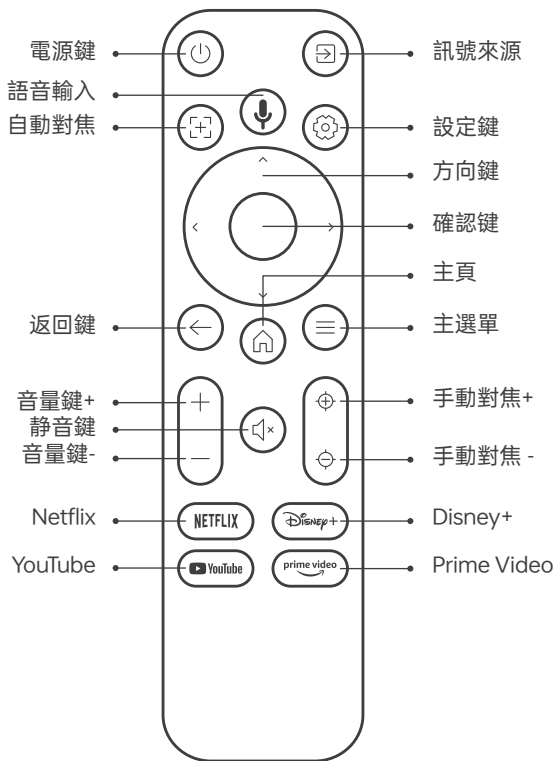 電源鍵
訊號來源
語音輸入
自動對焦
設定鍵
方向鍵
確認键
主頁
返回鍵
主選單
音量鍵+
静音鍵
音量鍵-
手動對焦+
手動對焦 -
Netflix
NETFLIX
Disney+
Disney+
YouTube
YouTube
prime video
Prime Video